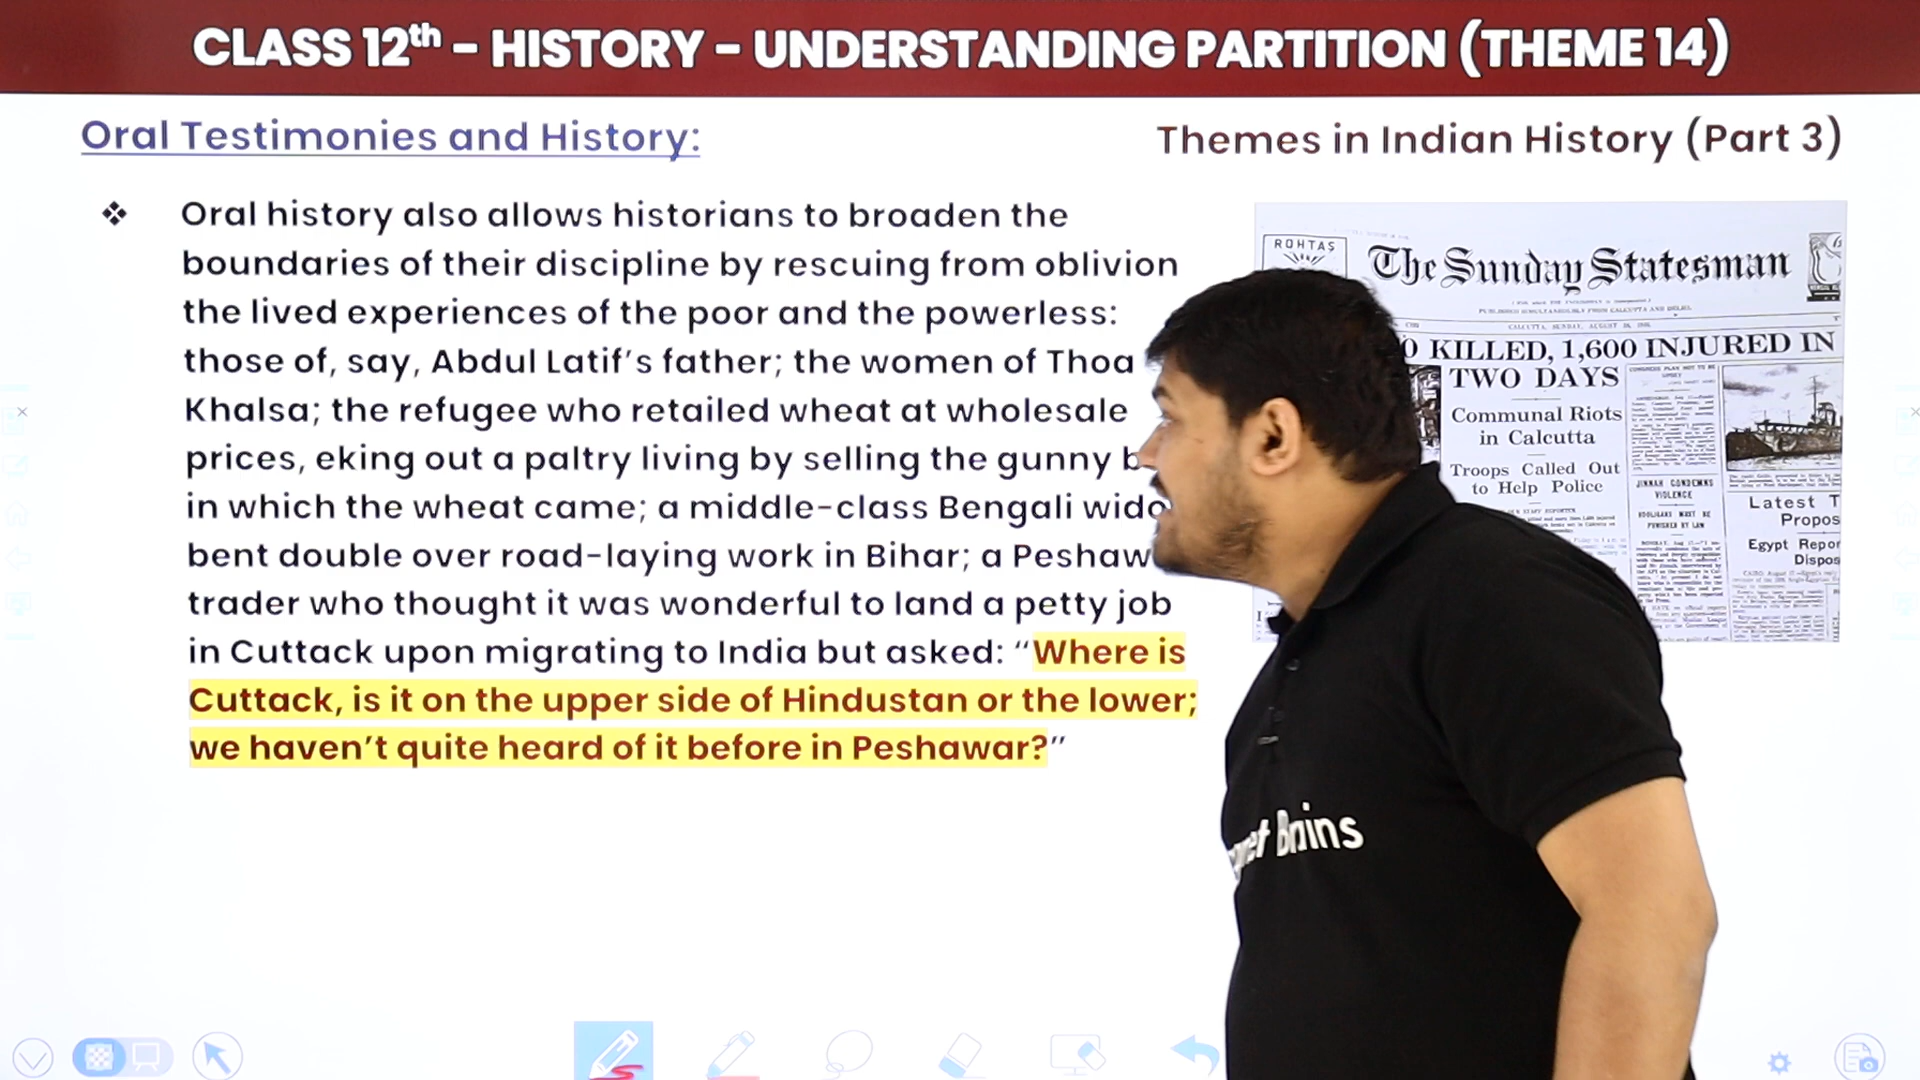 CLASS 12th – HISTORY – UNDERSTANDING PARTITION (THEME 14)
Oral Testimonies and History:
Themes in Indian History (Part 3)
❖ Oral history also allows historians to broaden the
boundaries of their discipline by rescuing from oblivion
the lived experiences of the poor and the powerless:
those of, say, Abdul Latif’s father; the women of Thoa
Khalsa; the refugee who retailed wheat at wholesale
prices, eking out a paltry living by selling the gunny
in which the wheat came; a middle-class Bengali
bent double over road-laying work in Bihar; a
trader who thought it was wonderful to land a petty job
in Cuttack upon migrating to India but asked: “Where is
Cuttack, is it on the upper side of Hindustan or the lower;
we haven’t quite heard of it before in Peshawar?”
ROHTAS
The Sunday Statesman
KILLED, 1,600 INJURED IN
TWO DAYS
Communal Riots
in Calcutta
Troops Called Out
to Help Police
JINNAH CONDEMNS
VIOLENCE
HOOLIGANS MUST BE
PUNISHED BY LAW
Latest T
Propos
Egypt Repor
Dispos
Brains